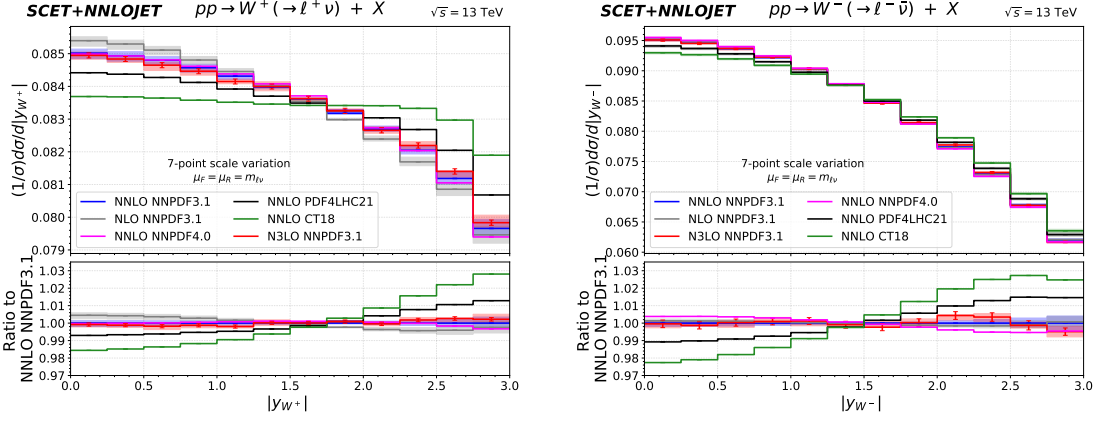 SCET+NNLOJET pp → W⁺(→ ℓ⁺ν) + X √s = 13 TeV
(1/σ)dσ/d|y_W⁺|
0.085
0.084
0.083
0.082
0.081
0.080
0.079
7-point scale variation
μ_F = μ_R = m_ℓν
NNLO NNPDF3.1
NLO NNPDF3.1
NNLO NNPDF4.0
NNLO PDF4LHC21
NNLO CT18
N3LO NNPDF3.1
Ratio to
NNLO NNPDF3.1
1.03
1.02
1.01
1.00
0.99
0.98
0.97
0.0 0.5 1.0 1.5 2.0 2.5 3.0
|y_W⁺|
SCET+NNLOJET pp → W⁻(→ ℓ⁻ν̄) + X √s = 13 TeV
(1/σ)dσ/d|y_W⁻|
0.095
0.090
0.085
0.080
0.075
0.070
0.065
0.060
7-point scale variation
μ_F = μ_R = m_ℓν
NNLO NNPDF3.1
NLO NNPDF3.1
N3LO NNPDF3.1
NNLO NNPDF4.0
NNLO PDF4LHC21
NNLO CT18
Ratio to
NNLO NNPDF3.1
1.03
1.02
1.01
1.00
0.99
0.98
0.97
0.0 0.5 1.0 1.5 2.0 2.5 3.0
|y_W⁻|